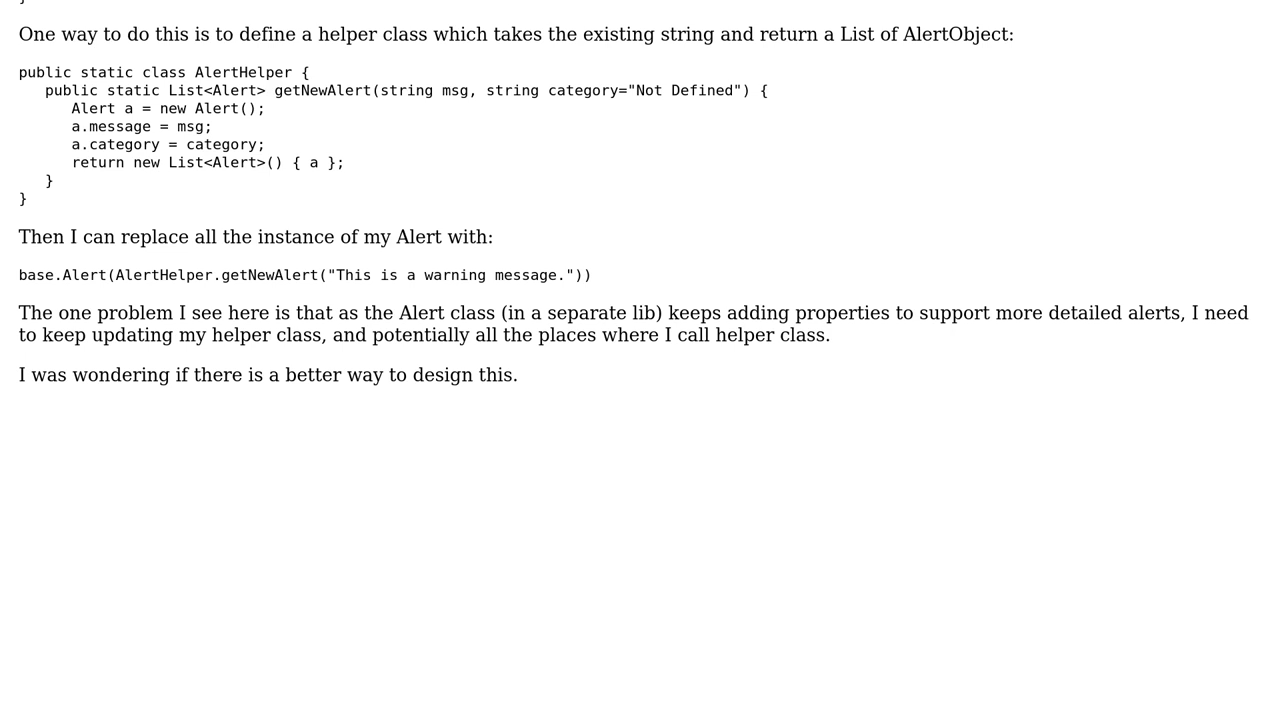 }
One way to do this is to define a helper class which takes the existing string and return a List of AlertObject:
public static class AlertHelper {
   public static List<Alert> getNewAlert(string msg, string category="Not Defined") {
      Alert a = new Alert();
      a.message = msg;
      a.category = category;
      return new List<Alert>() { a };
   }
}
Then I can replace all the instance of my Alert with:
base.Alert(AlertHelper.getNewAlert("This is a warning message."))
The one problem I see here is that as the Alert class (in a separate lib) keeps adding properties to support more detailed alerts, I need
to keep updating my helper class, and potentially all the places where I call helper class.
I was wondering if there is a better way to design this.